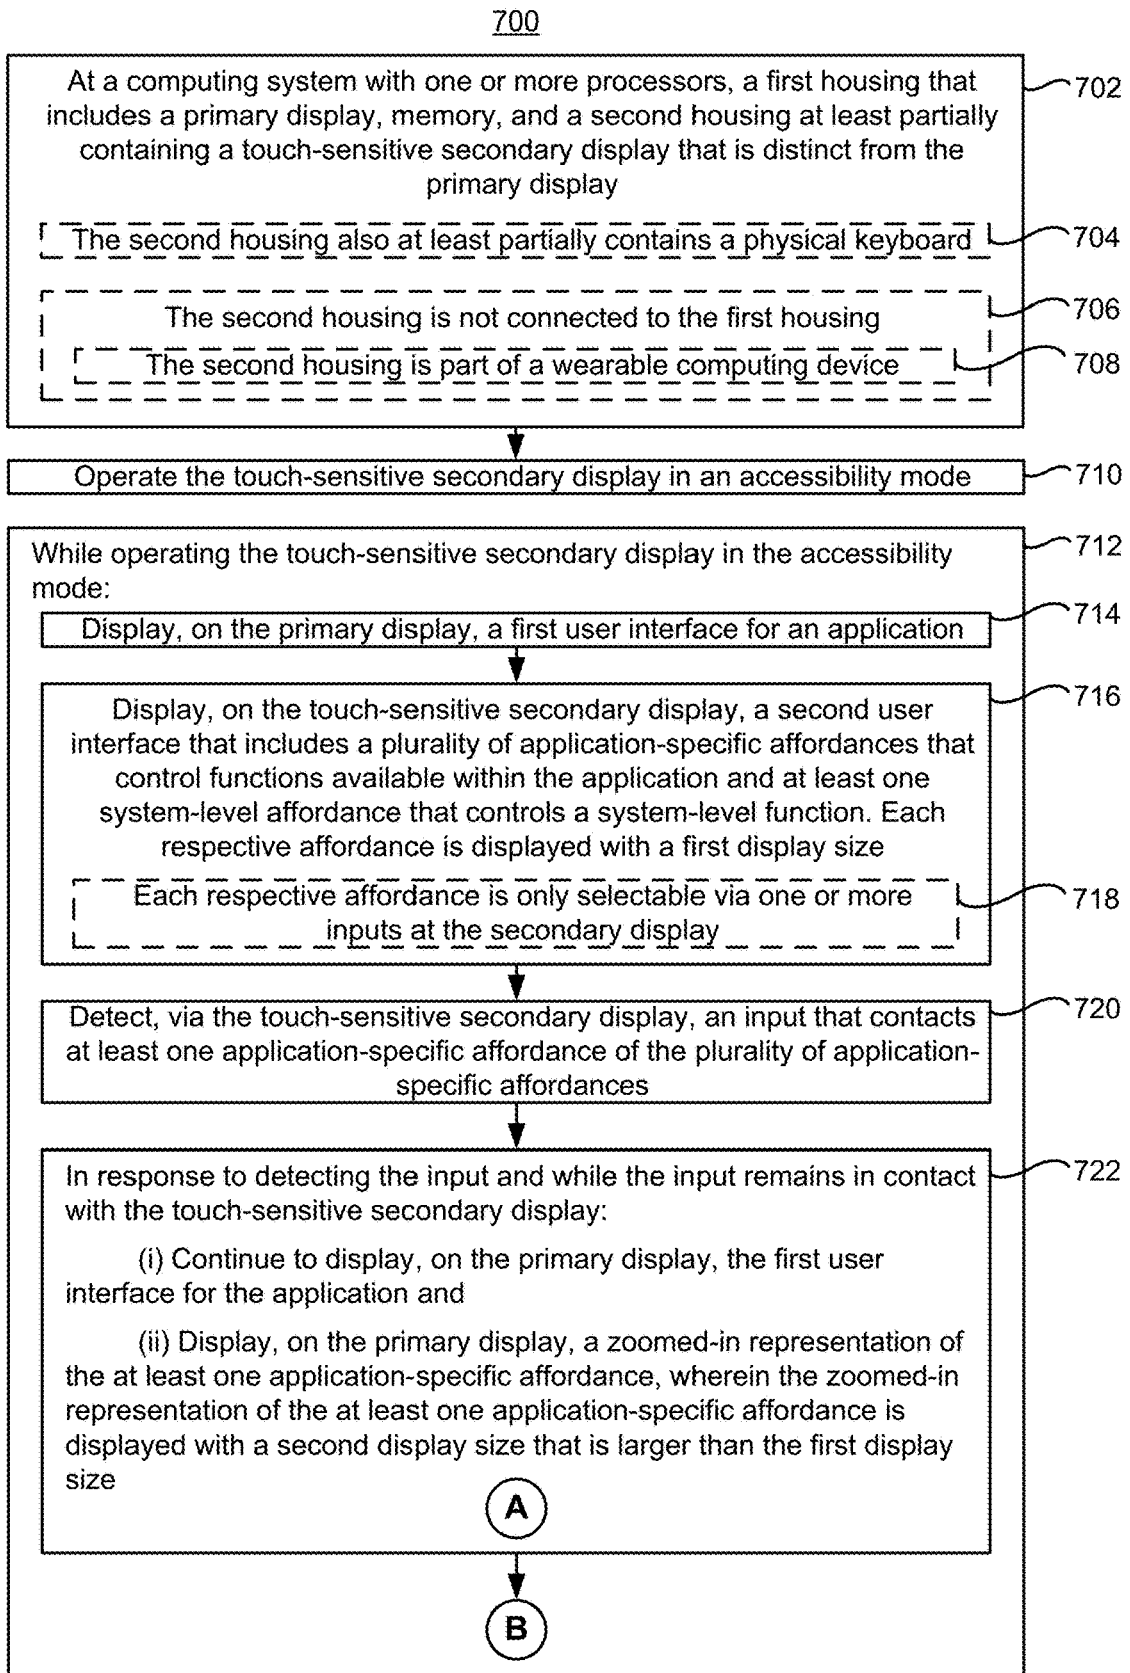 700
At a computing system with one or more processors, a first housing that
includes a primary display, memory, and a second housing at least partially
containing a touch-sensitive secondary display that is distinct from the
primary display
702
The second housing also at least partially contains a physical keyboard
704
The second housing is not connected to the first housing
706
The second housing is part of a wearable computing device
708
Operate the touch-sensitive secondary display in an accessibility mode
710
While operating the touch-sensitive secondary display in the accessibility
mode:
712
Display, on the primary display, a first user interface for an application
714
Display, on the touch-sensitive secondary display, a second user
interface that includes a plurality of application-specific affordances that
control functions available within the application and at least one
system-level affordance that controls a system-level function. Each
respective affordance is displayed with a first display size
716
Each respective affordance is only selectable via one or more
inputs at the secondary display
718
Detect, via the touch-sensitive secondary display, an input that contacts
at least one application-specific affordance of the plurality of application-
specific affordances
720
In response to detecting the input and while the input remains in contact
with the touch-sensitive secondary display:
722
(i) Continue to display, on the primary display, the first user
interface for the application and
(ii) Display, on the primary display, a zoomed-in representation of
the at least one application-specific affordance, wherein the zoomed-in
representation of the at least one application-specific affordance is
displayed with a second display size that is larger than the first display
size
A
B